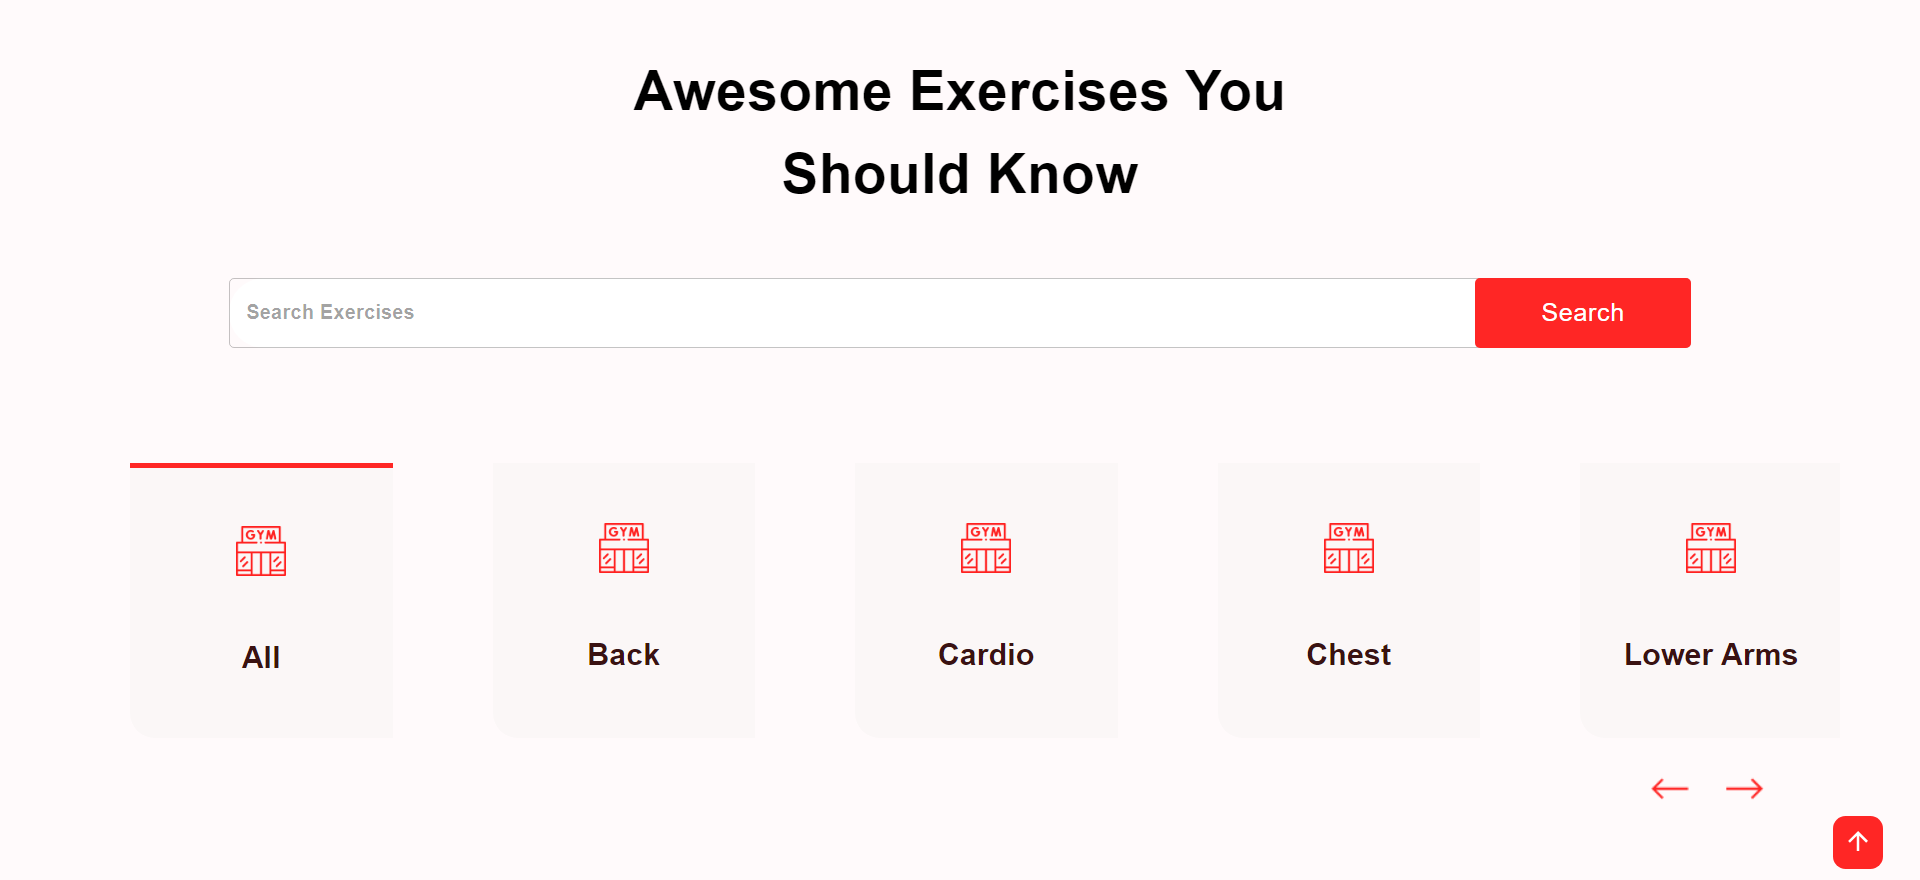 Awesome Exercises You
Should Know
Search Exercises
Search
GYM
GYM
GYM
GYM
GYM
All
Back
Cardio
Chest
Lower Arms